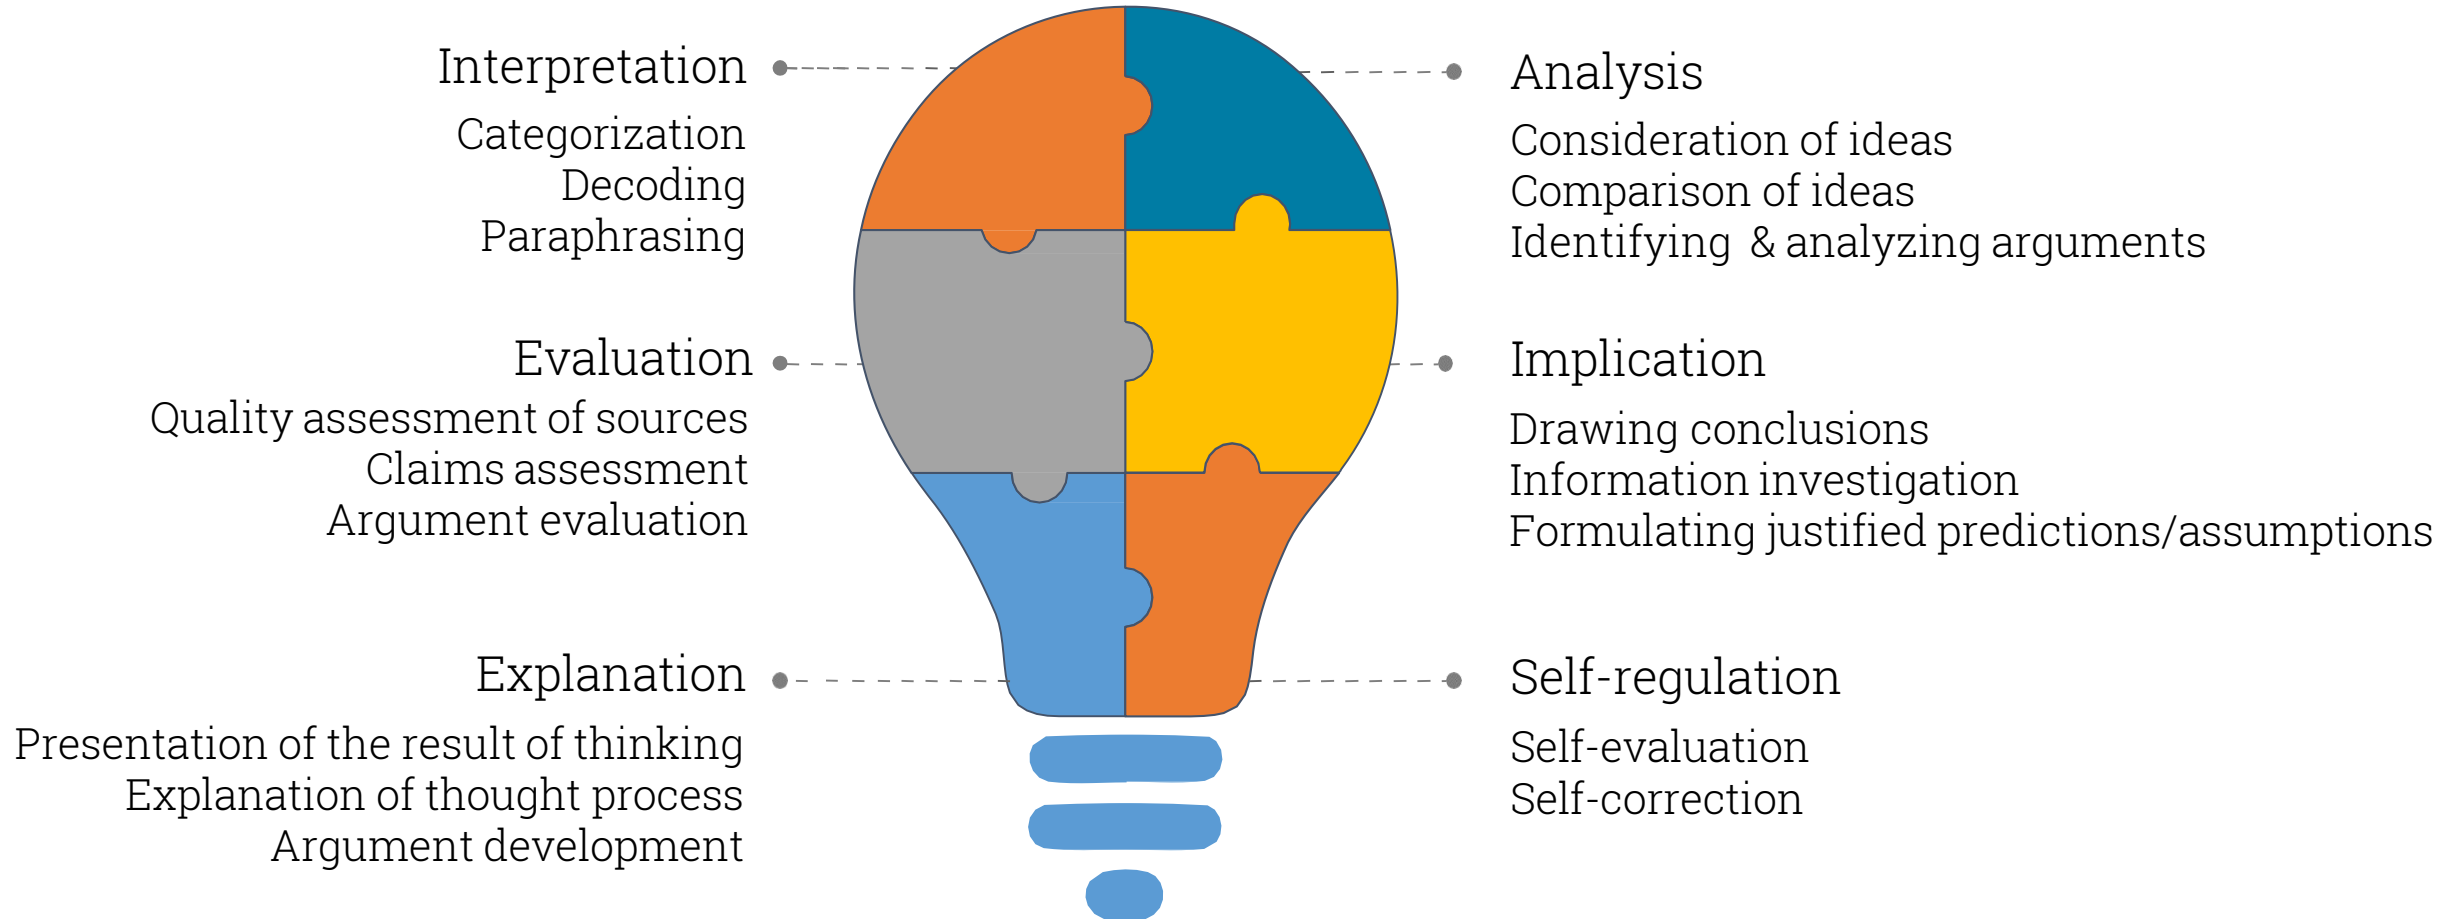 Interpretation
Categorization
Decoding
Paraphrasing
Analysis
Consideration of ideas
Comparison of ideas
Identifying & analyzing arguments
Evaluation
Quality assessment of sources
Claims assessment
Argument evaluation
Implication
Drawing conclusions
Information investigation
Formulating justified predictions/assumptions
Explanation
Presentation of the result of thinking
Explanation of thought process
Argument development
Self-regulation
Self-evaluation
Self-correction